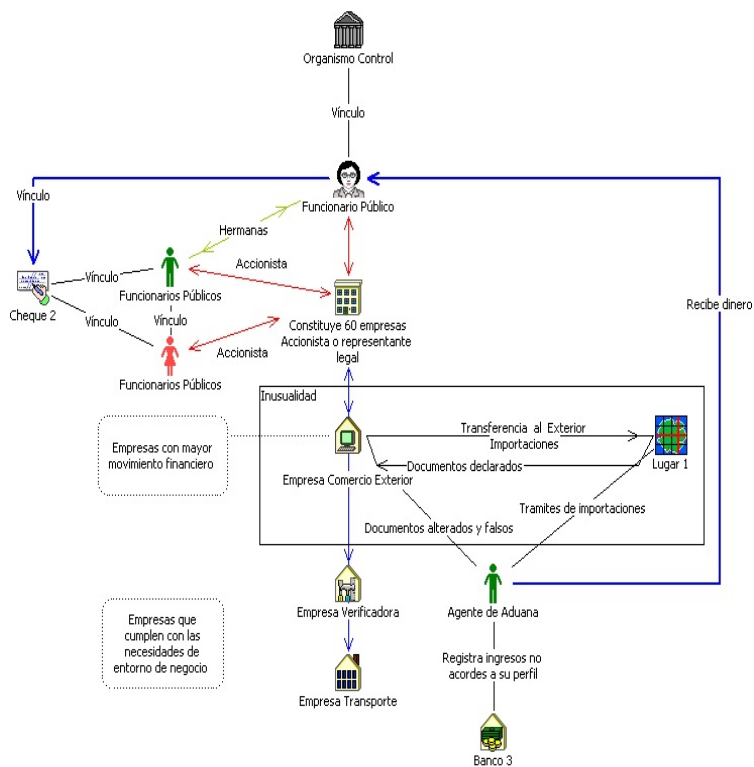 Organismo Control
Vínculo
Vínculo
Funcionario Público
Hermanas
Recibe dinero
Accionista
Vínculo
Funcionarios Públicos
Cheque 2
Vínculo
Vínculo
Constituye 60 empresas
Accionista o representante
legal
Accionista
Funcionarios Públicos
Inusualidad
Empresas con mayor
movimiento financiero
Transferencia al Exterior
Importaciones
Documentos declarados
Lugar 1
Empresa Comercio Exterior
Tramites de importaciones
Documentos alterados y falsos
Empresa Verificadora
Agente de Aduana
Empresas que
cumplen con las
necesidades de
entorno de negocio
Registra ingresos no
acordes a su perfil
Empresa Transporte
Banco 3